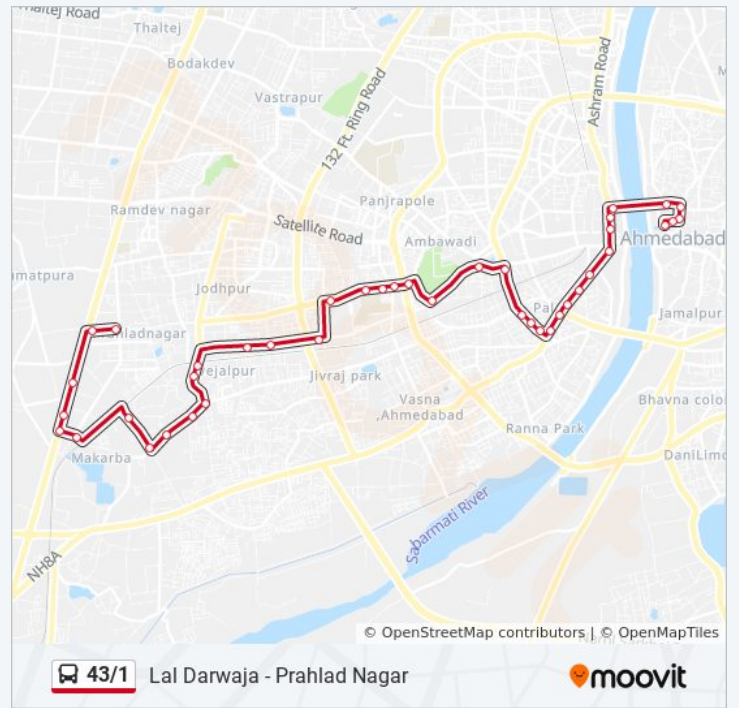 Thaltej Road
Thaltej
Bodakdev
Vastrapur
132 Ft. Ring Road
Ashram Road
Panjrapole
Ramdev nagar
Satellite Road
Ambawadi
Ahmedabad
Jodhpur
Jamalpur
Jivraj park
Vasna
,Ahmedabad
Bhavna colo
Ranna Park
Makarba
DaniLimd
Sabarmati River
NH8A
© OpenStreetMap contributors | © OpenMapTiles
43/1 Lal Darwaja - Prahlad Nagar
moovit